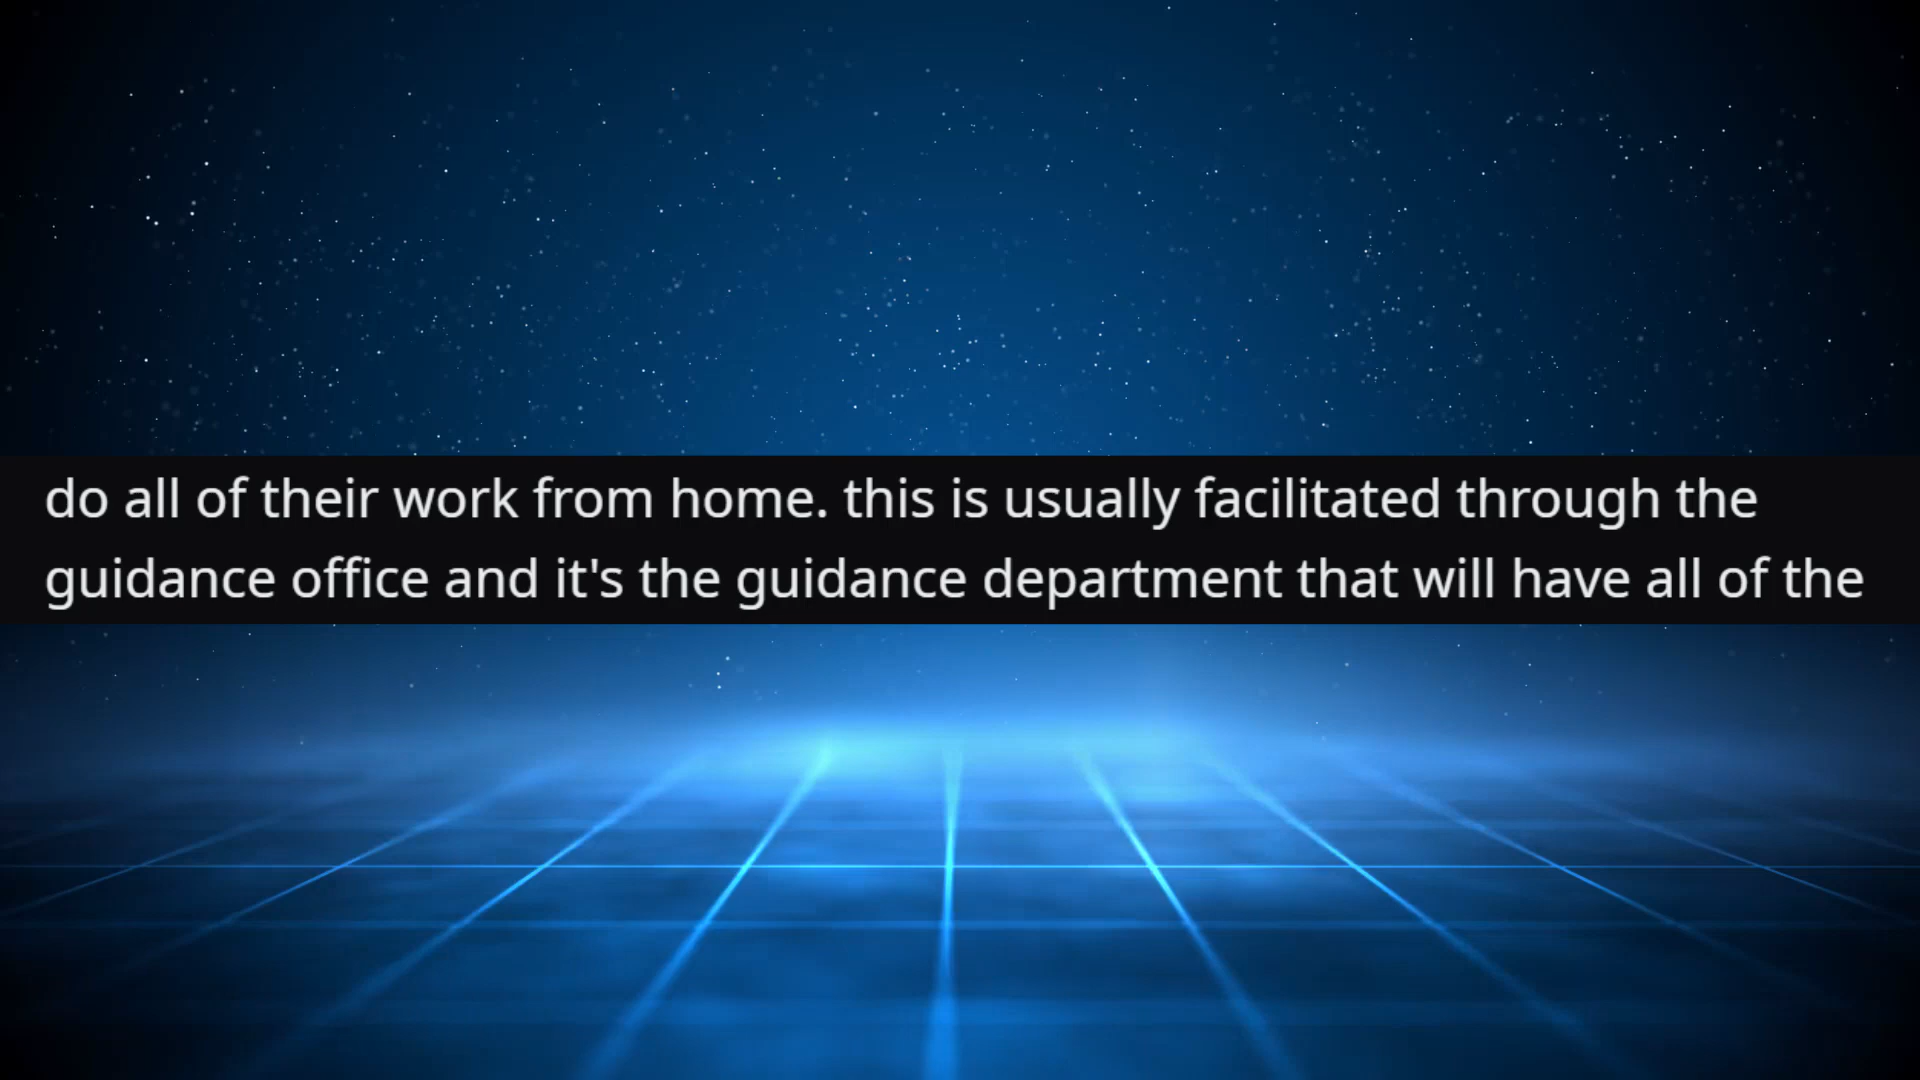 do all of their work from home. this is usually facilitated through the
guidance office and it's the guidance department that will have all of the